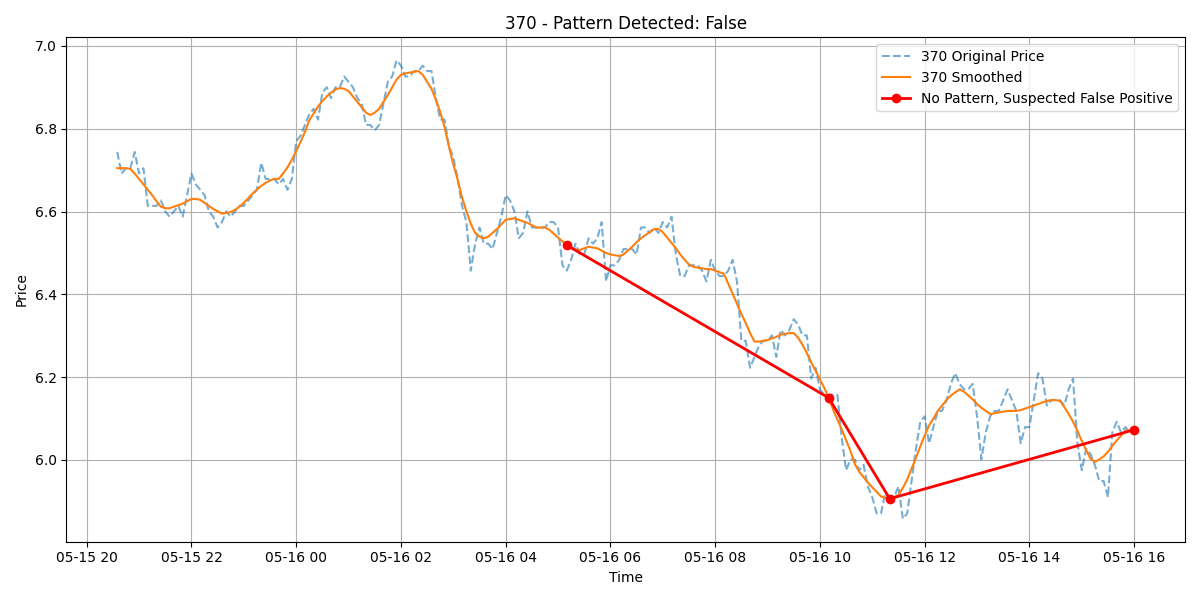 370 - Pattern Detected: False
370 Original Price
370 Smoothed
No Pattern, Suspected False Positive
Price
7.0
6.8
6.6
6.4
6.2
6.0
05-15 20 05-15 22 05-16 00 05-16 02 05-16 04 05-16 06 05-16 08 05-16 10 05-16 12 05-16 14 05-16 16
Time